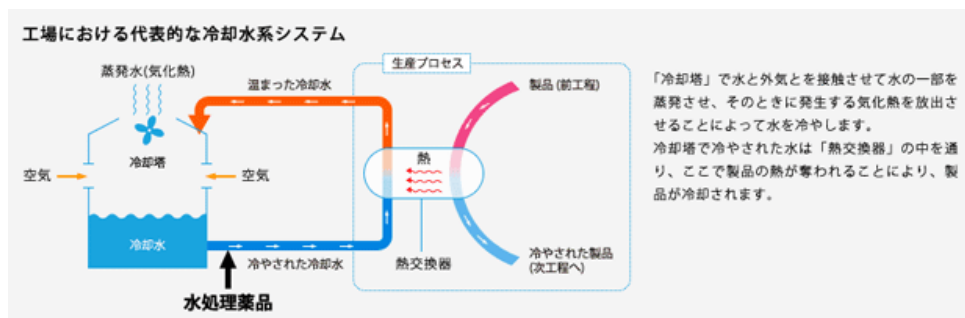 工場における代表的な冷却水系システム
蒸発水(気化熱)
温まった冷却水
生産プロセス
製品 (前工程)
冷却塔
空気
空気
熱
冷却水
冷やされた冷却水
熱交換器
冷やされた製品
(次工程へ)
水処理薬品
「冷却塔」で水と外気とを接触させて水の一部を
蒸発させ、そのときに発生する気化熱を放出さ
せることによって水を冷やします。
冷却塔で冷やされた水は「熱交換器」の中を通
り、ここで製品の熱が奪われることにより、製
品が冷却されます。